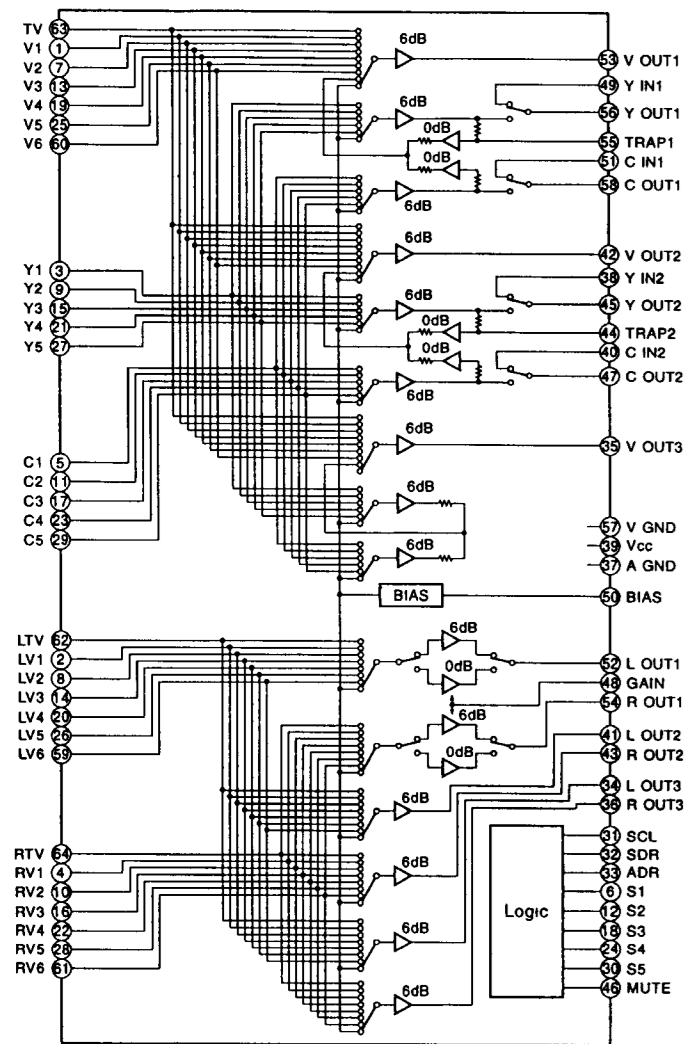 TV 63
V1 1
V2 7
V3 13
V4 19
V5 25
V6 60
Y1 3
Y2 9
Y3 15
Y4 21
Y5 27
C1 5
C2 11
C3 17
C4 23
C5 29
LTV 62
LV1 2
LV2 8
LV3 14
LV4 20
LV5 26
LV6 59
RTV 64
RV1 4
RV2 10
RV3 16
RV4 22
RV5 28
RV6 61
6dB
6dB
0dB
0dB
6dB
6dB
6dB
0dB
0dB
6dB
6dB
6dB
6dB
BIAS
6dB
0dB
6dB
0dB
6dB
6dB
6dB
6dB
Logic
53 V OUT1
49 Y IN1
56 Y OUT1
55 TRAP1
51 C IN1
58 C OUT1
42 V OUT2
38 Y IN2
45 Y OUT2
44 TRAP2
40 C IN2
47 C OUT2
35 V OUT3
57 V GND
39 Vcc
37 A GND
50 BIAS
52 L OUT1
48 GAIN
54 R OUT1
41 L OUT2
43 R OUT2
34 L OUT3
36 R OUT3
31 SCL
32 SDR
33 ADR
6 S1
12 S2
18 S3
24 S4
30 S5
46 MUTE